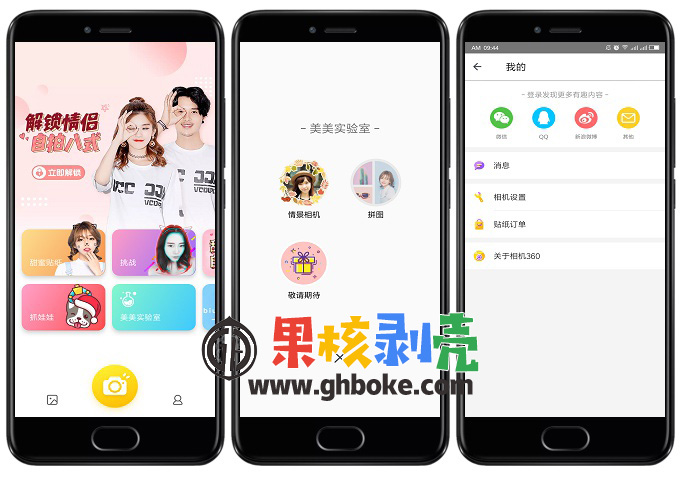 解锁情侣
自拍八式
立即解锁
甜蜜贴纸
挑战
抓娃娃
美美实验室
- 美美实验室 -
情景相机
拼图
敬请期待
AM 09:44
我的
- 登录发现更多有趣内容 -
微信
QQ
新浪微博
其他
消息
相机设置
贴纸订单
关于相机360
果核剥壳
www.ghboke.com